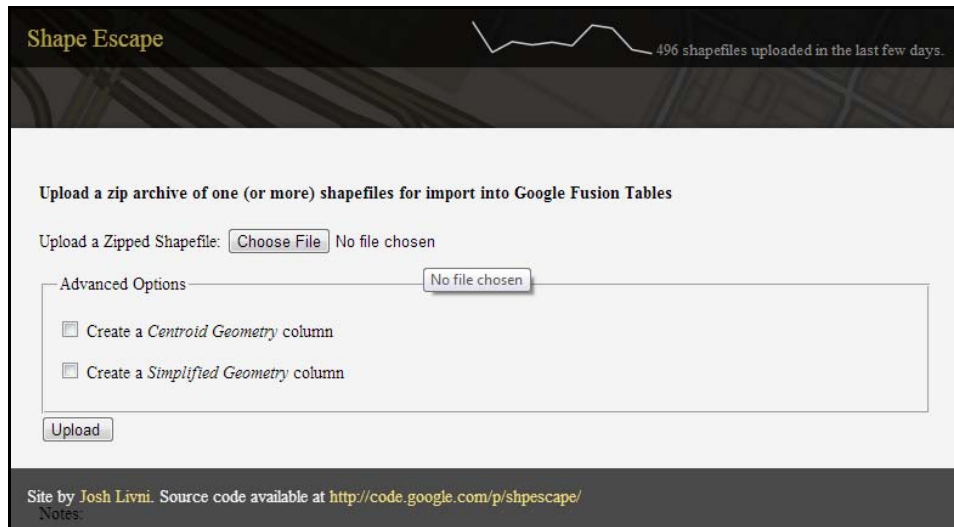 Shape Escape
496 shapefiles uploaded in the last few days.
Upload a zip archive of one (or more) shapefiles for import into Google Fusion Tables
Upload a Zipped Shapefile: Choose File No file chosen
No file chosen
Advanced Options
Create a Centroid Geometry column
Create a Simplified Geometry column
Upload
Site by Josh Livni. Source code available at http://code.google.com/p/shpescape/
Notes: